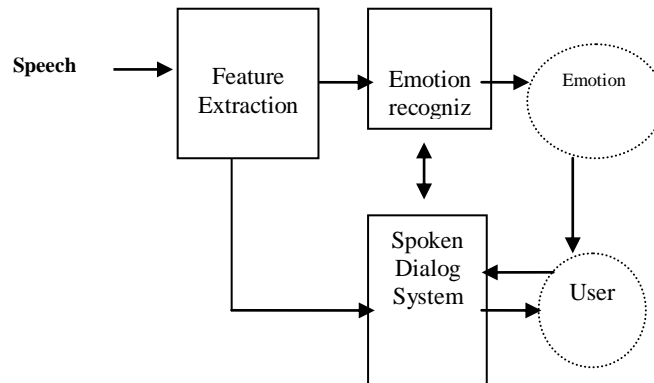 Speech
Feature
Extraction
Emotion
recogniz
Emotion
Spoken
Dialog
System
User